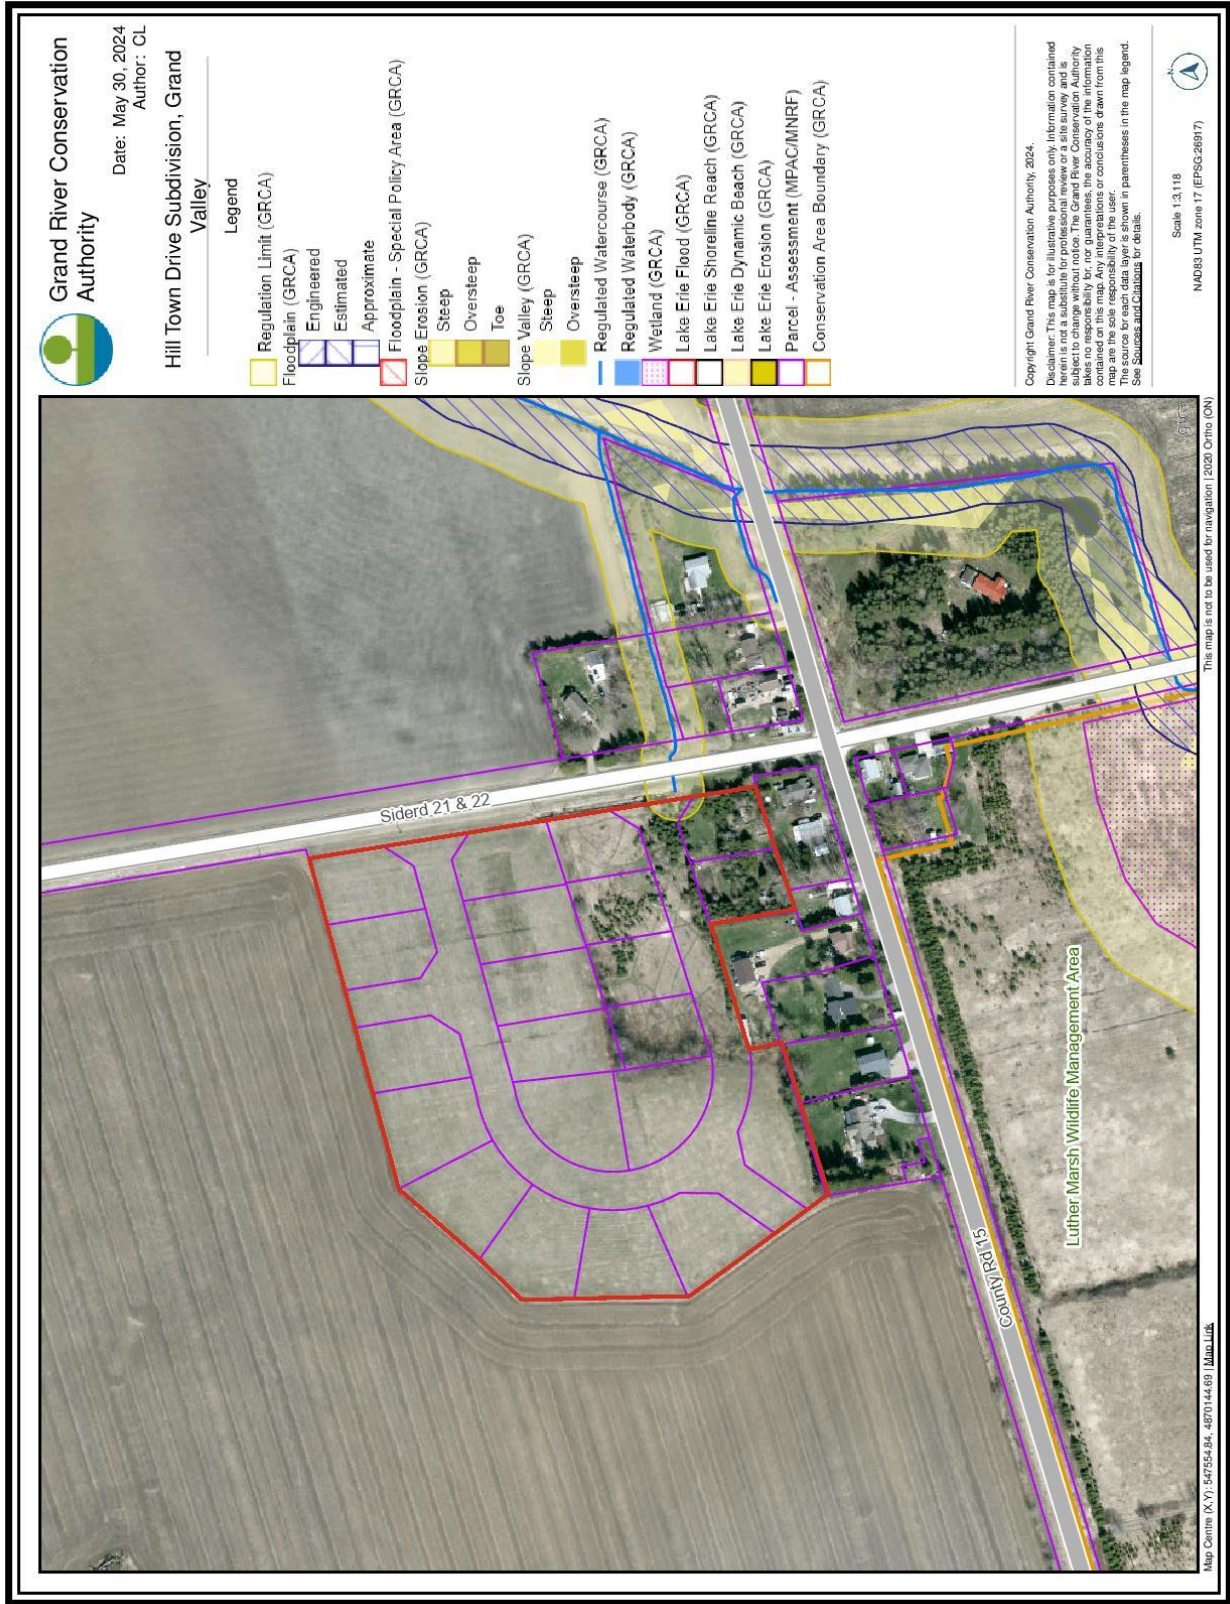 Grand River Conservation
Authority
Date: May 30, 2024
Author: CL
Hill Town Drive Subdivision, Grand
Valley
Legend
Regulation Limit (GRCA)
Floodplain (GRCA)
Engineered
Estimated
Approximate
Floodplain - Special Policy Area (GRCA)
Slope Erosion (GRCA)
Steep
Oversteep
Toe
Slope Valley (GRCA)
Steep
Oversteep
Regulated Watercourse (GRCA)
Regulated Waterbody (GRCA)
Wetland (GRCA)
Lake Erie Flood (GRCA)
Lake Erie Shoreline Reach (GRCA)
Lake Erie Dynamic Beach (GRCA)
Lake Erie Erosion (GRCA)
Parcel - Assessment (MPAC/MNRF)
Conservation Area Boundary (GRCA)
Copyright Grand River Conservation Authority, 2024.
Disclaimer: This map is for illustrative purposes only. Information contained
herein is not a substitute for professional review or a site survey and is
subject to change without notice. The Grand River Conservation Authority
takes no responsibility for, nor guarantees, the accuracy of the information
contained on this map. Any interpretations or conclusions drawn from this
map are the sole responsibility of the user.
The source for each data layer is shown in parentheses in the map legend.
See Sources and Citations for details.
N
Scale 1:3,118
NAD83 UTM zone 17 (EPSG:26917)
Siderd 21 & 22
County Rd 15
Luther Marsh Wildlife Management Area
Map Centre (X,Y): 547554.84, 4870144.69 | Map Link
This map is not to be used for navigation | 2020 Ortho (ON)